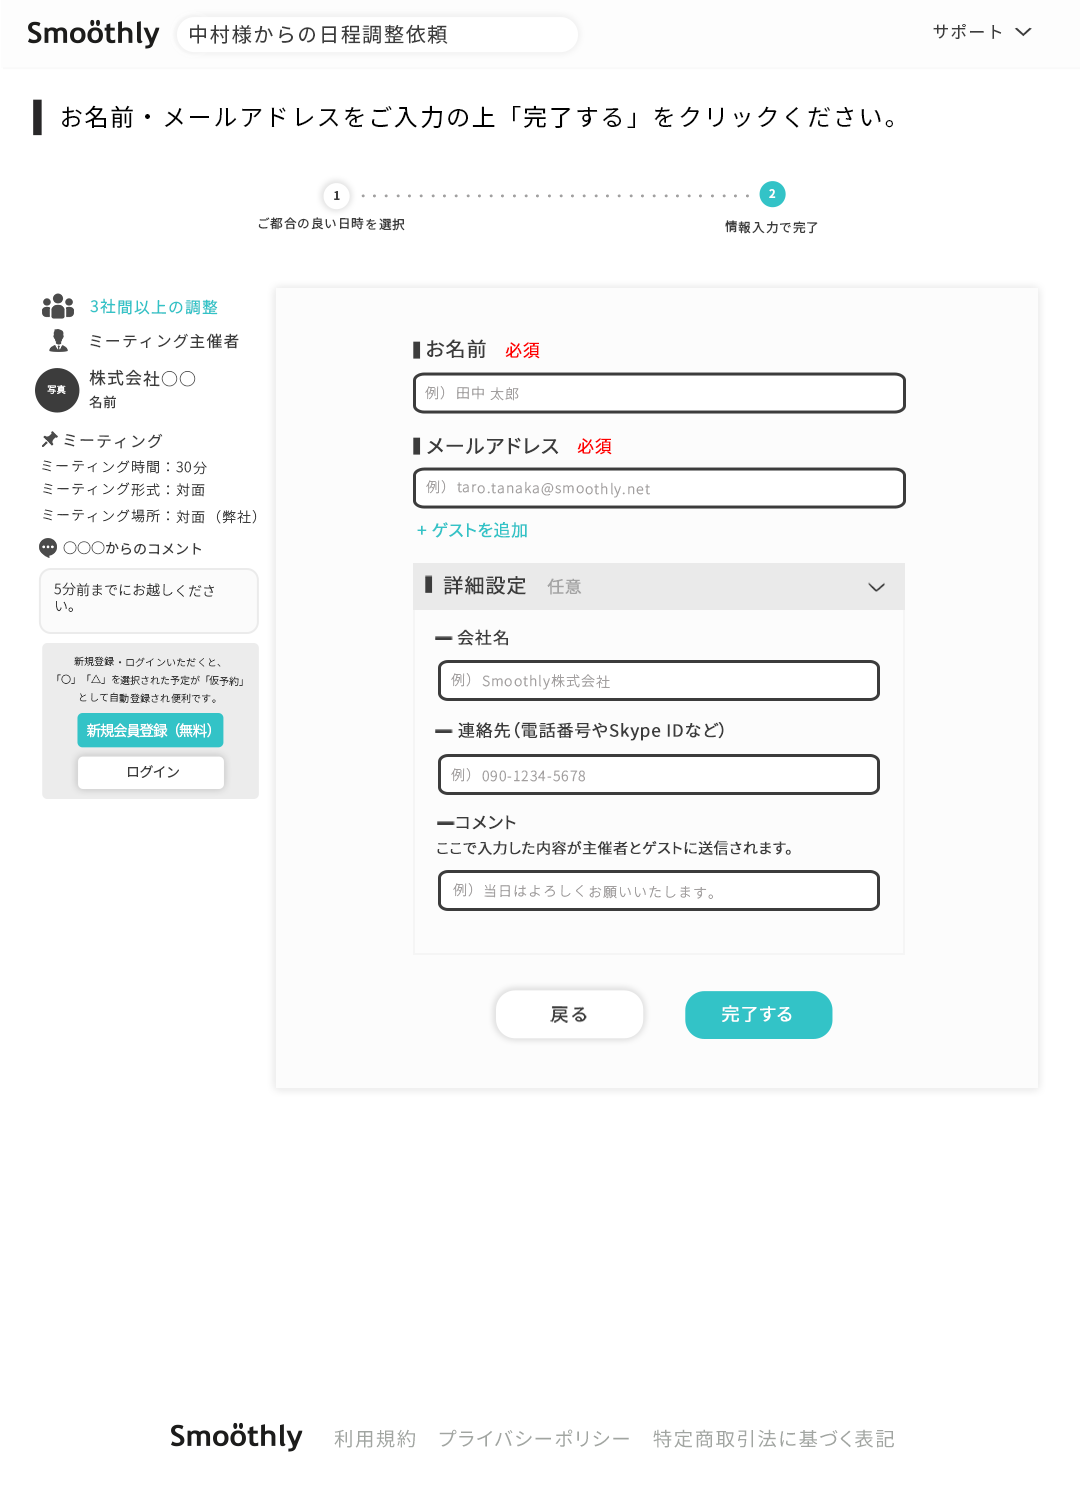 Smoöthly 中村様からの日程調整依頼 サポート
お名前・メールアドレスをご入力の上「完了する」をクリックください。
1 2
ご都合の良い日時を選択 情報入力で完了
3社間以上の調整
ミーティング主催者
写真 株式会社〇〇
名前
ミーティング
ミーティング時間：30分
ミーティング形式：対面
ミーティング場所：対面（弊社）
〇〇〇からのコメント
5分前までにお越しくださ
い。
新規登録・ログインいただくと、
「〇」「△」を選択された予定が「仮予約」
として自動登録され便利です。
新規会員登録（無料）
ログイン
お名前 必須
例）田中 太郎
メールアドレス 必須
例）taro.tanaka@smoothly.net
+ ゲストを追加
詳細設定 任意
会社名
例）Smoothly株式会社
連絡先（電話番号やSkype IDなど）
例）090-1234-5678
コメント
ここで入力した内容が主催者とゲストに送信されます。
例）当日はよろしくお願いいたします。
戻る 完了する
Smoöthly 利用規約 プライバシーポリシー 特定商取引法に基づく表記